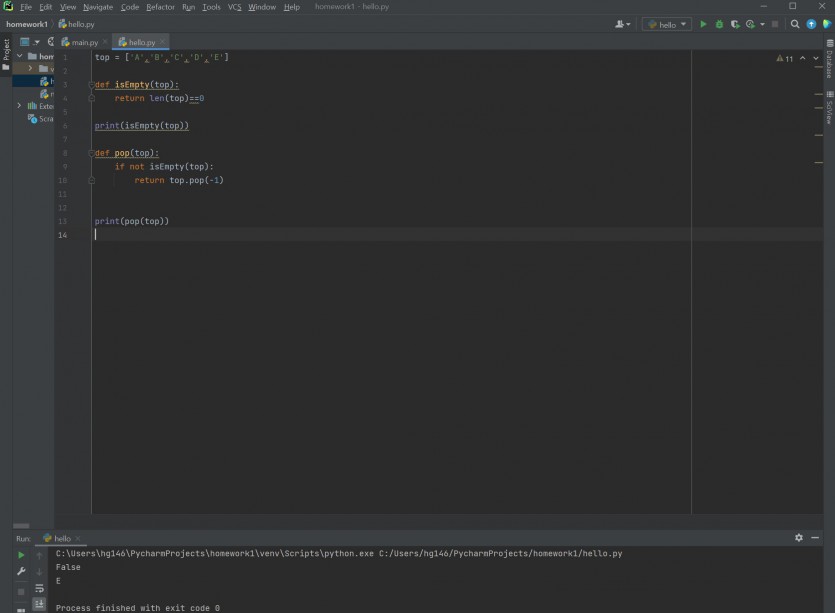 File Edit View Navigate Code Refactor Run Tools VCS Window Help homework1 - hello.py
homework1 hello.py hello
main.py hello.py
Project
hom
Exte
Scra
1 top = ['A','B','C','D','E']
2
3 def isEmpty(top):
4 return len(top)==0
5
6 print(isEmpty(top))
7
8 def pop(top):
9 if not isEmpty(top):
10 return top.pop(-1)
11
12
13 print(pop(top))
14
11
Database
SciView
Run: hello
C:\Users\hg146\PycharmProjects\homework1\venv\Scripts\python.exe C:/Users/hg146/PycharmProjects/homework1/hello.py
False
E
Process finished with exit code 0